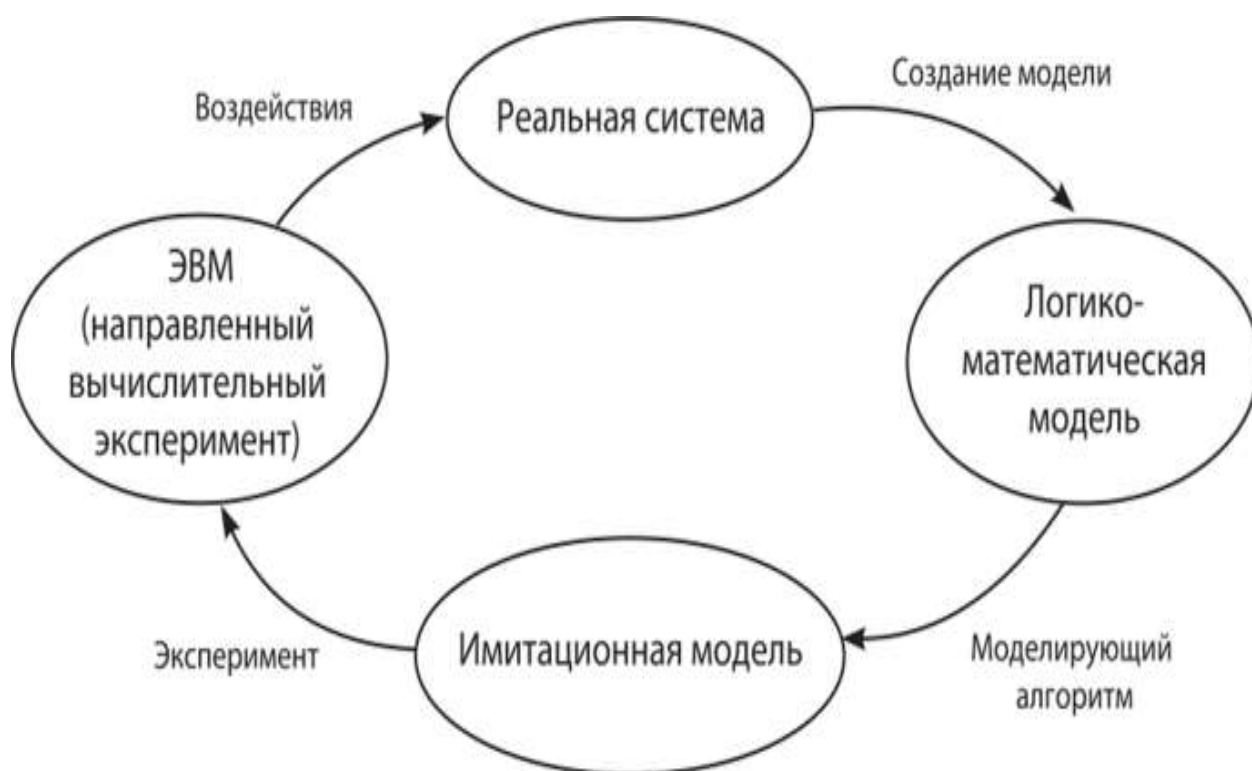 Создание модели
Воздействия
Реальная система
ЭВМ
(направленный
вычислительный
эксперимент)
Логико-
математическая
модель
Эксперимент
Имитационная модель
Моделирующий
алгоритм